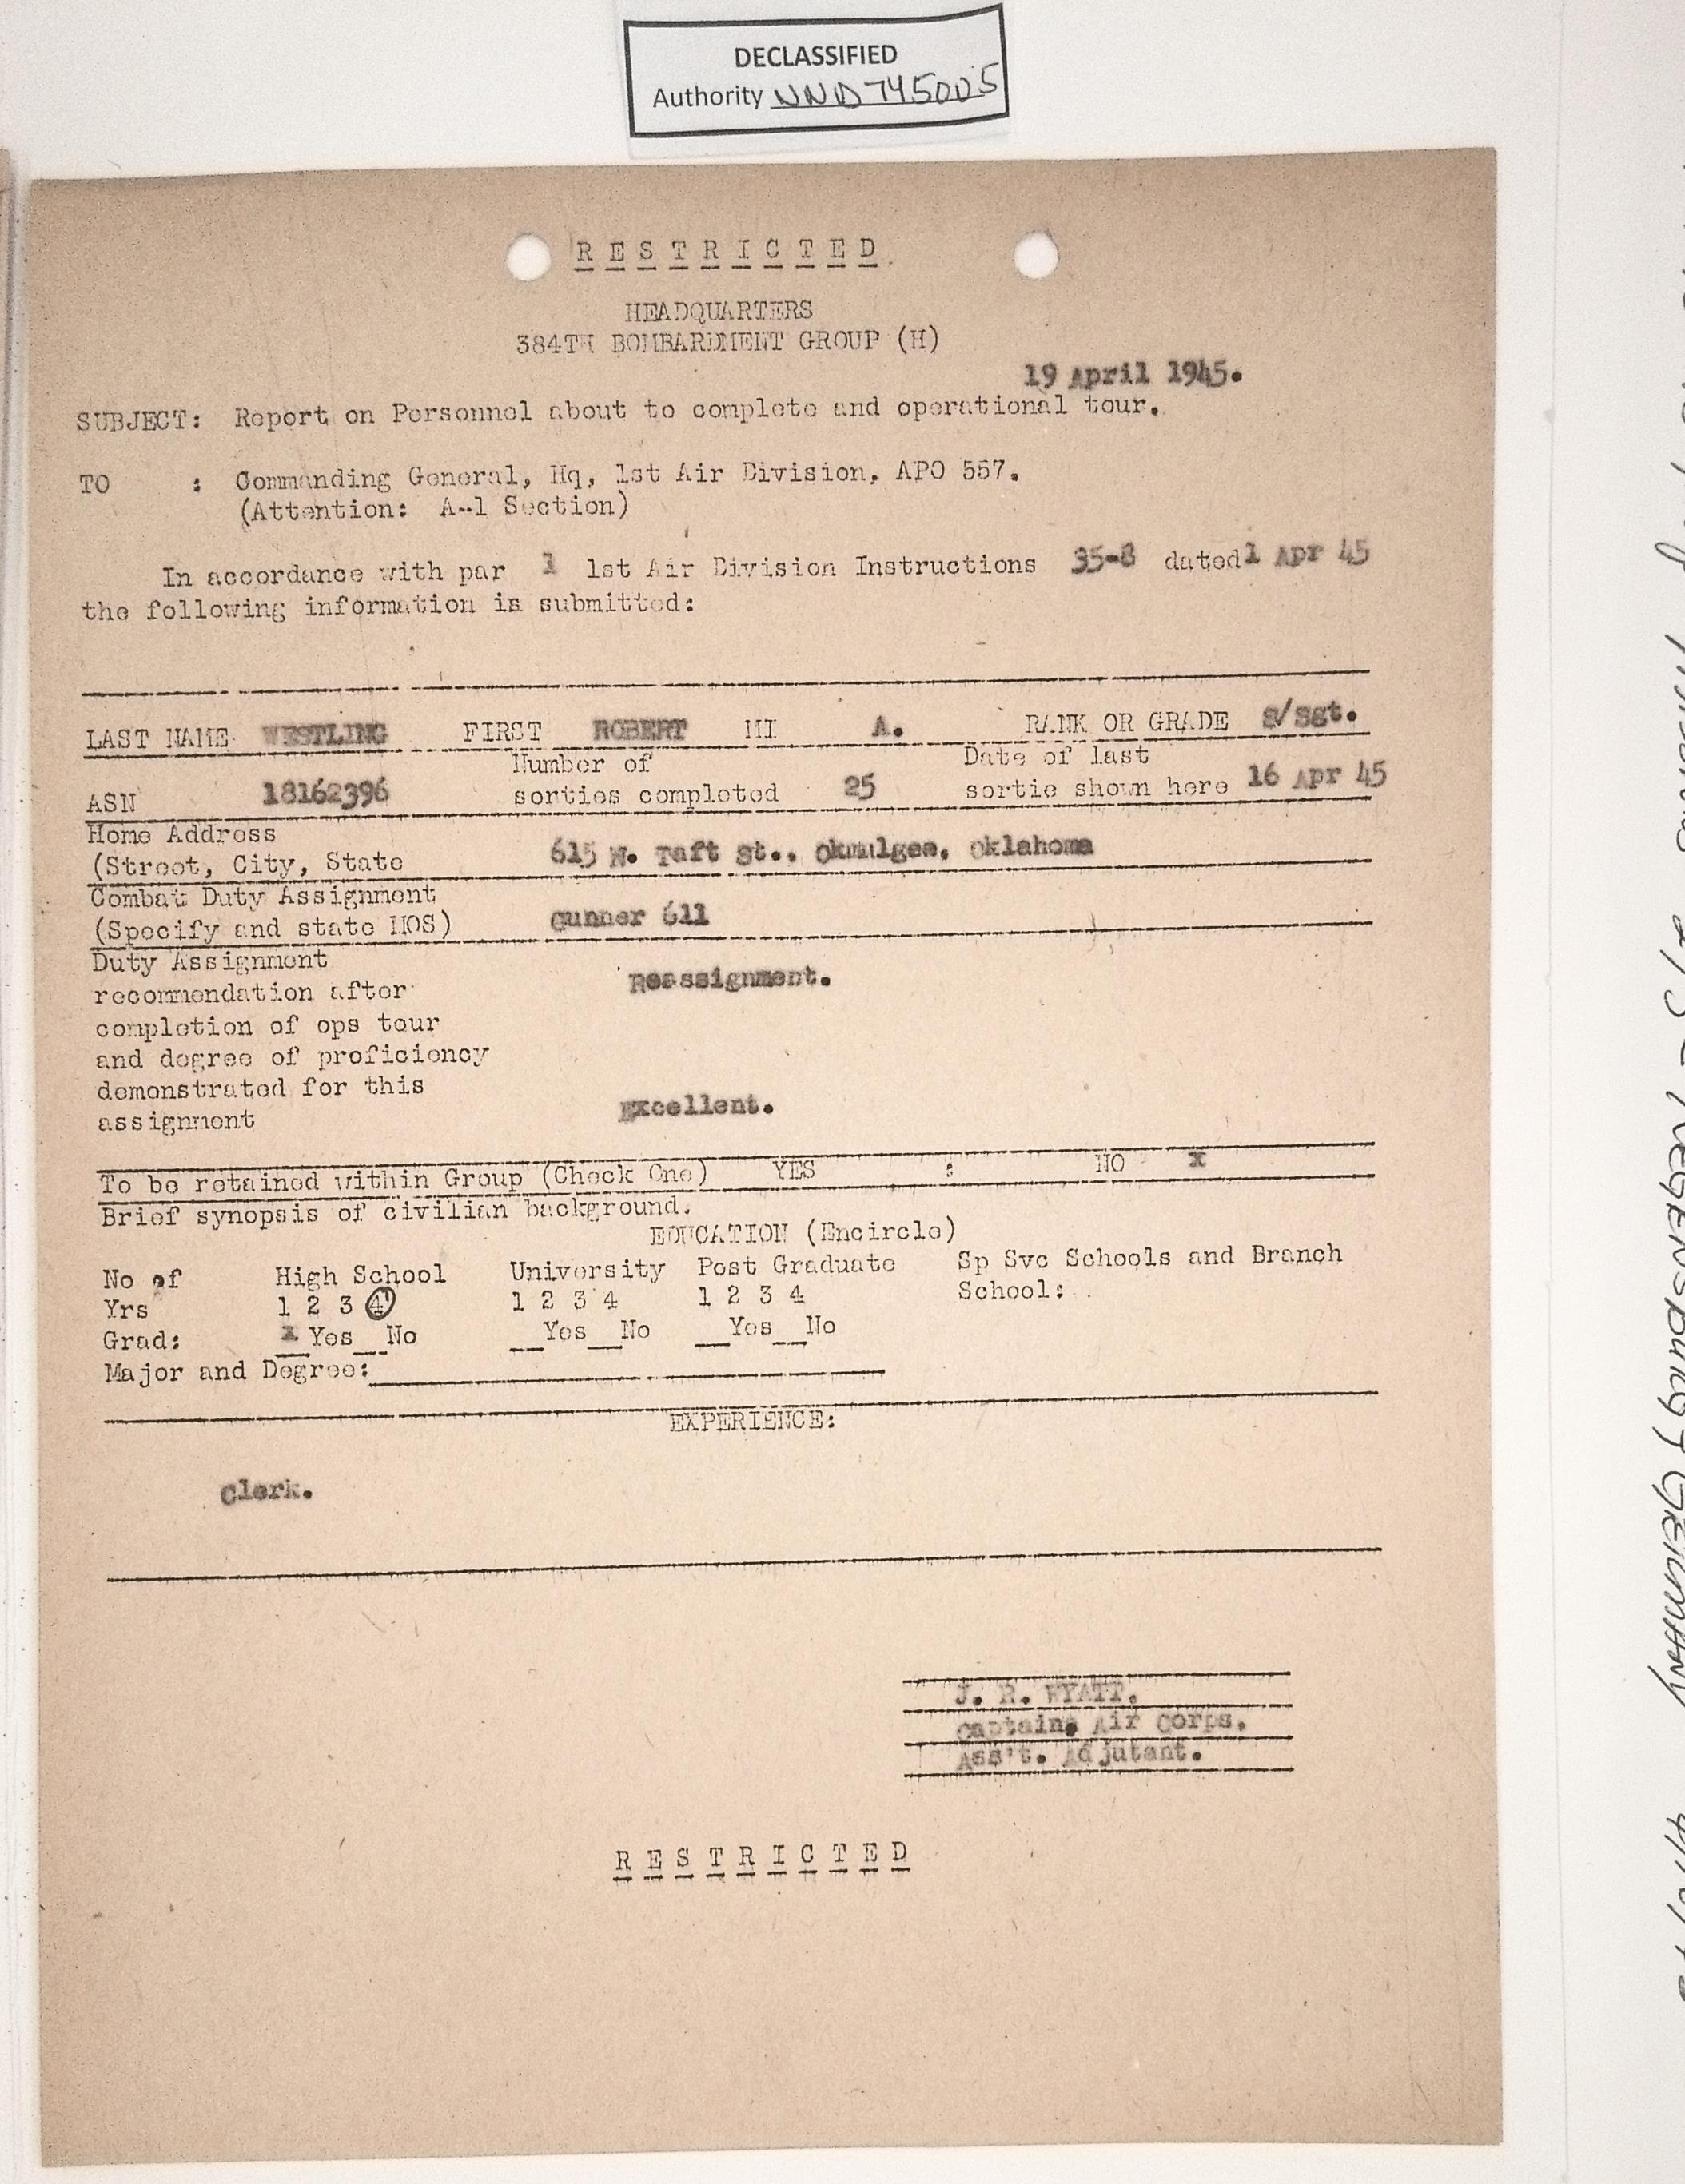 DECLASSIFIED
Authority NND 745005
RESTRICTED
HEADQUARTERS
384TH BOMBARDMENT GROUP (H)
19 April 1945.
SUBJECT: Report on Personnel about to complete and operational tour.
TO : Commanding General, Hq, 1st Air Division, APO 557.
(Attention: A-1 Section)
In accordance with par 1 1st Air Division Instructions 35-8 dated 1 Apr 45
the following information is submitted:
LAST NAME WESTLING FIRST ROBERT MI A. RANK OR GRADE S/Sgt.
Number of Date of last
ASN 18162396 sorties completed 25 sortie shown here 16 Apr 45
Home Address
(Street, City, State 615 N. Taft St., Okmulgee, Oklahoma
Combat Duty Assignment
(Specify and state MOS) Gunner 611
Duty Assignment
recommendation after Reassignment.
completion of ops tour
and degree of proficiency
demonstrated for this
assignment Excellent.
To be retained within Group (Check One) YES : NO x
Brief synopsis of civilian background.
EDUCATION (Encircle)
No of High School University Post Graduate Sp Svc Schools and Branch
Yrs 1 2 3 4 1 2 3 4 1 2 3 4 School:
Grad: x Yes__No __Yes__No __Yes__No
Major and Degree:
EXPERIENCE:
Clerk.
J. R. WYATT,
Captain, Air Corps,
Ass't. Adjutant.
RESTRICTED
REGENSBURG, GERMANY